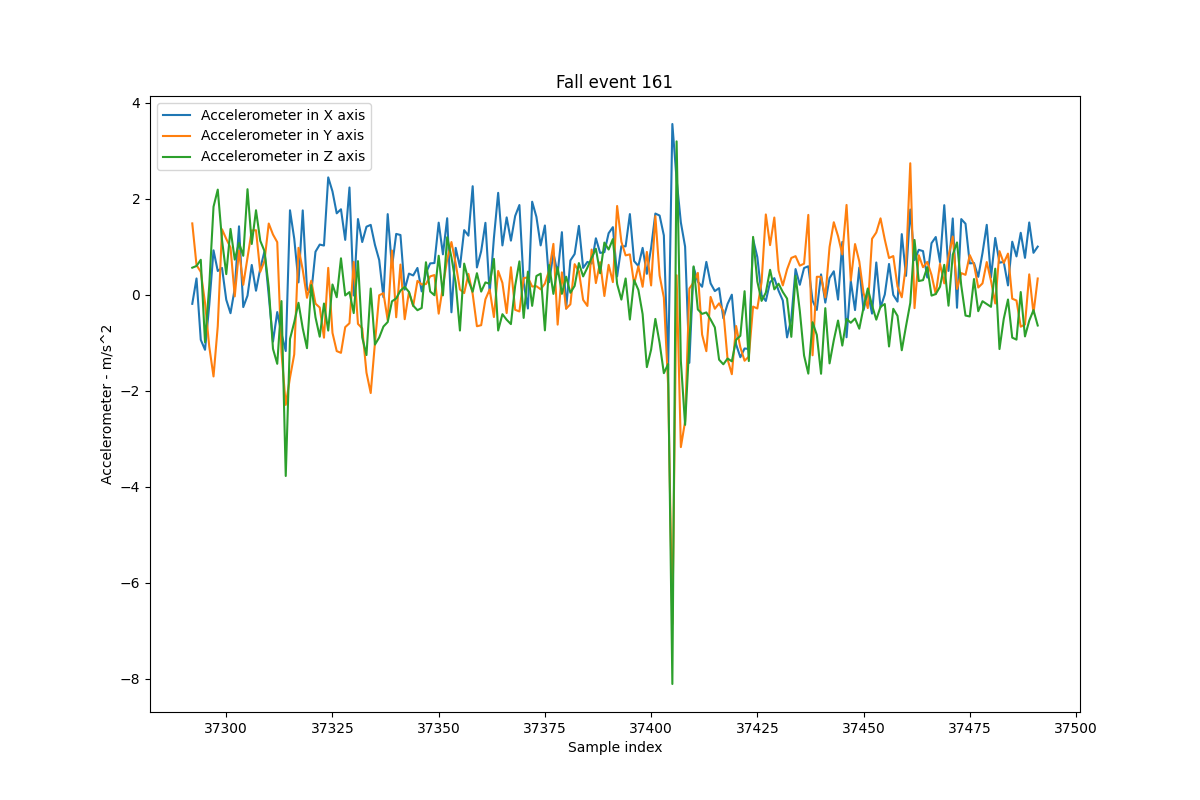 Fall event 161
Accelerometer in X axis
Accelerometer in Y axis
Accelerometer in Z axis
4
2
0
−2
−4
−6
−8
Accelerometer - m/s^2
37300 37325 37350 37375 37400 37425 37450 37475 37500
Sample index